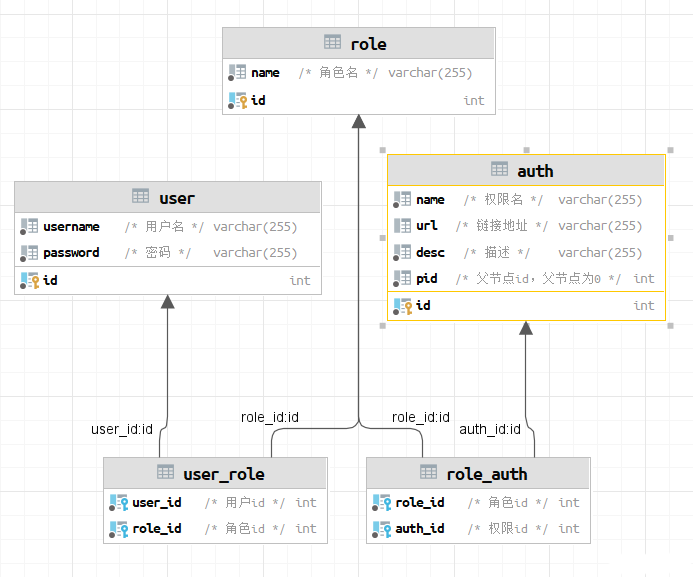 role
name /* 角色名 */ varchar(255)
id int
auth
name /* 权限名 */ varchar(255)
url /* 链接地址 */ varchar(255)
desc /* 描述 */ varchar(255)
pid /* 父节点id，父节点为0 */ int
id int
user
username /* 用户名 */ varchar(255)
password /* 密码 */ varchar(255)
id int
user_id:id
role_id:id
role_id:id
auth_id:id
user_role
user_id /* 用户id */ int
role_id /* 角色id */ int
role_auth
role_id /* 角色id */ int
auth_id /* 权限id */ int